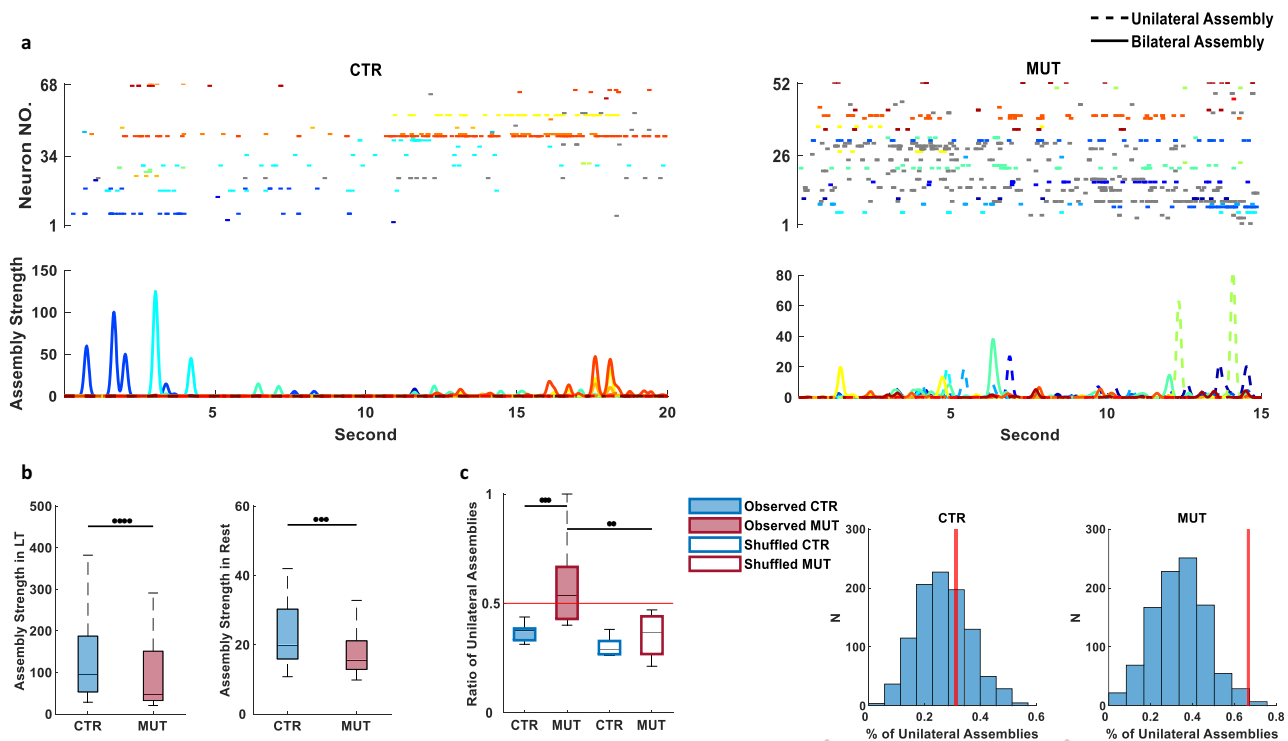 Unilateral Assembly
Bilateral Assembly
a
CTR
MUT
Neuron NO.
68
34
1
52
26
1
Assembly Strength
150
100
50
0
5
10
15
20
Second
80
60
40
20
0
5
10
15
Second
b
Assembly Strength in LT
500
400
300
200
100
0
CTR
MUT
Assembly Strength in Rest
60
40
20
0
CTR
MUT
c
Ratio of Unilateral Assemblies
1
0.5
0
CTR
MUT
CTR
MUT
Observed CTR
Observed MUT
Shuffled CTR
Shuffled MUT
CTR
N
300
200
100
0
0.2
0.4
0.6
% of Unilateral Assemblies
MUT
N
300
200
100
0
0.2
0.4
0.6
0.8
% of Unilateral Assemblies